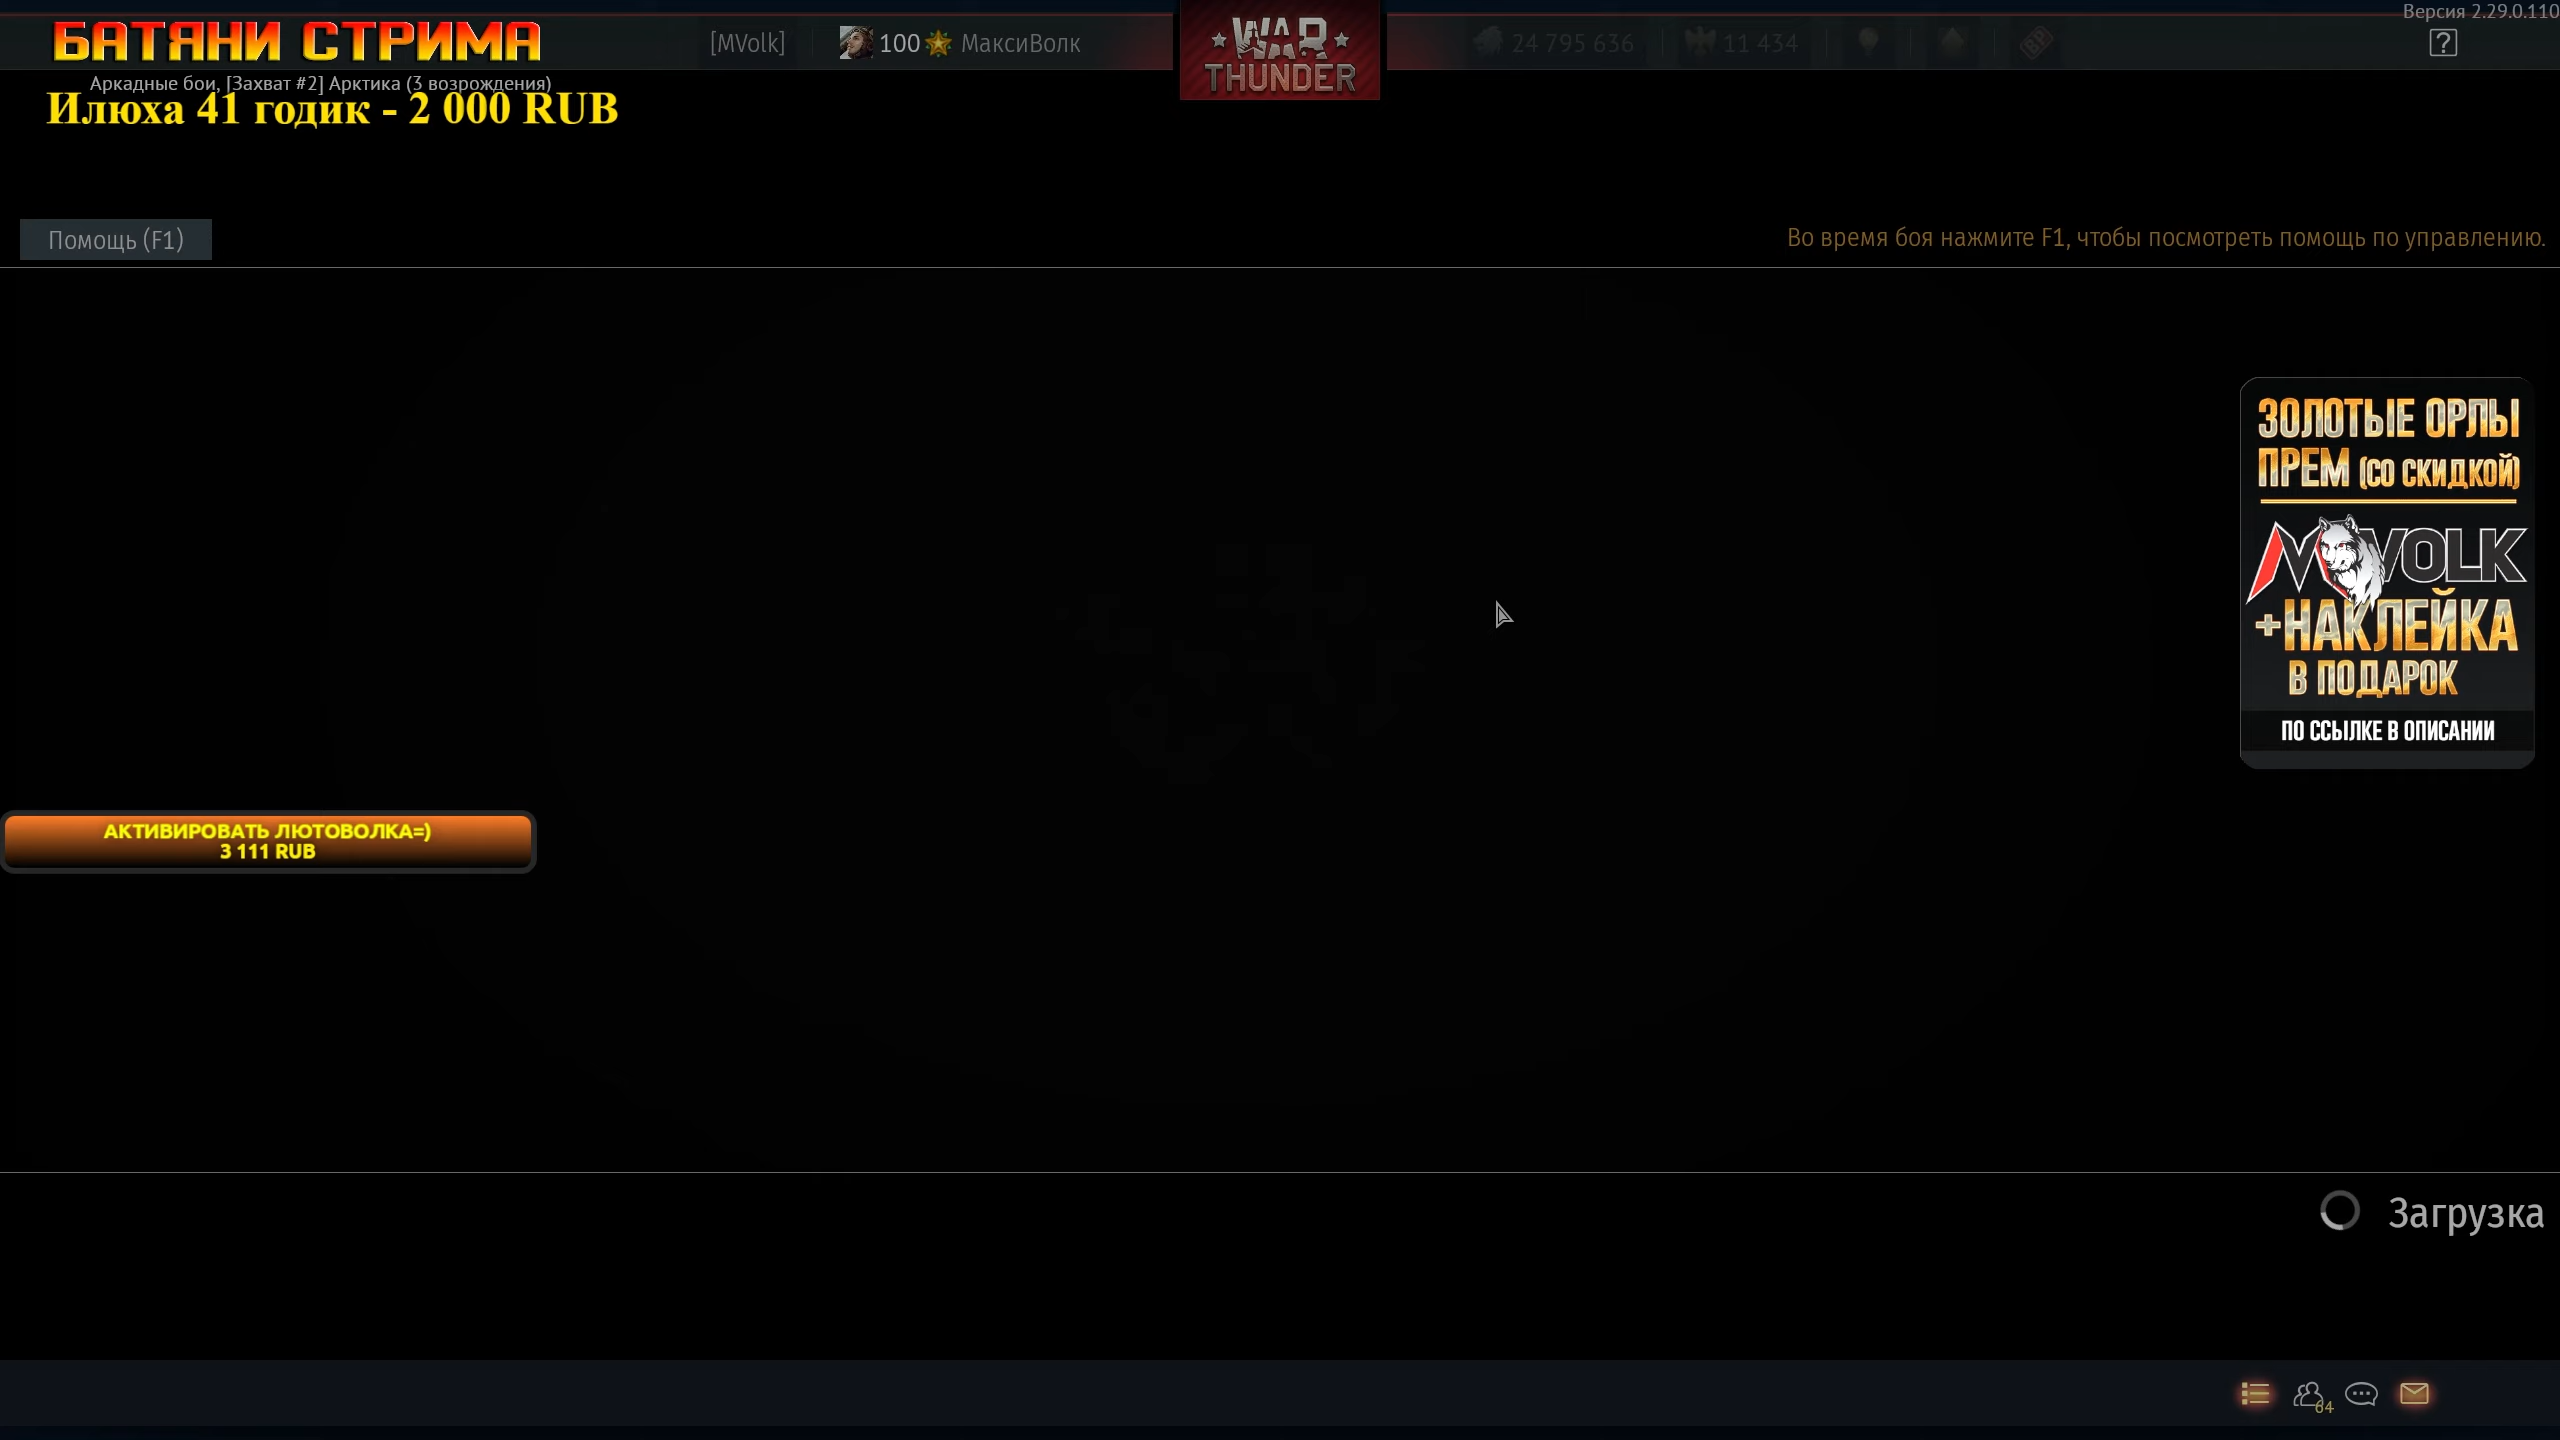 Версия 2.29.0.110
БАТЯНИ СТРИМА
[MVolk] 100 МаксиВолк
WAR THUNDER
24 795 636 11 434 BP
Аркадные бои, [Захват #2] Арктика (3 возрождения)
Илюха 41 годик - 2 000 RUB
Помощь (F1)
Во время боя нажмите F1, чтобы посмотреть помощь по управлению.
ЗОЛОТЫЕ ОРЛЫ
ПРЕМ (СО СКИДКОЙ)
MVOLK
+НАКЛЕЙКА
В ПОДАРОК
ПО ССЫЛКЕ В ОПИСАНИИ
АКТИВИРОВАТЬ ЛЮТОВОЛКА=)
3 111 RUB
Загрузка
64